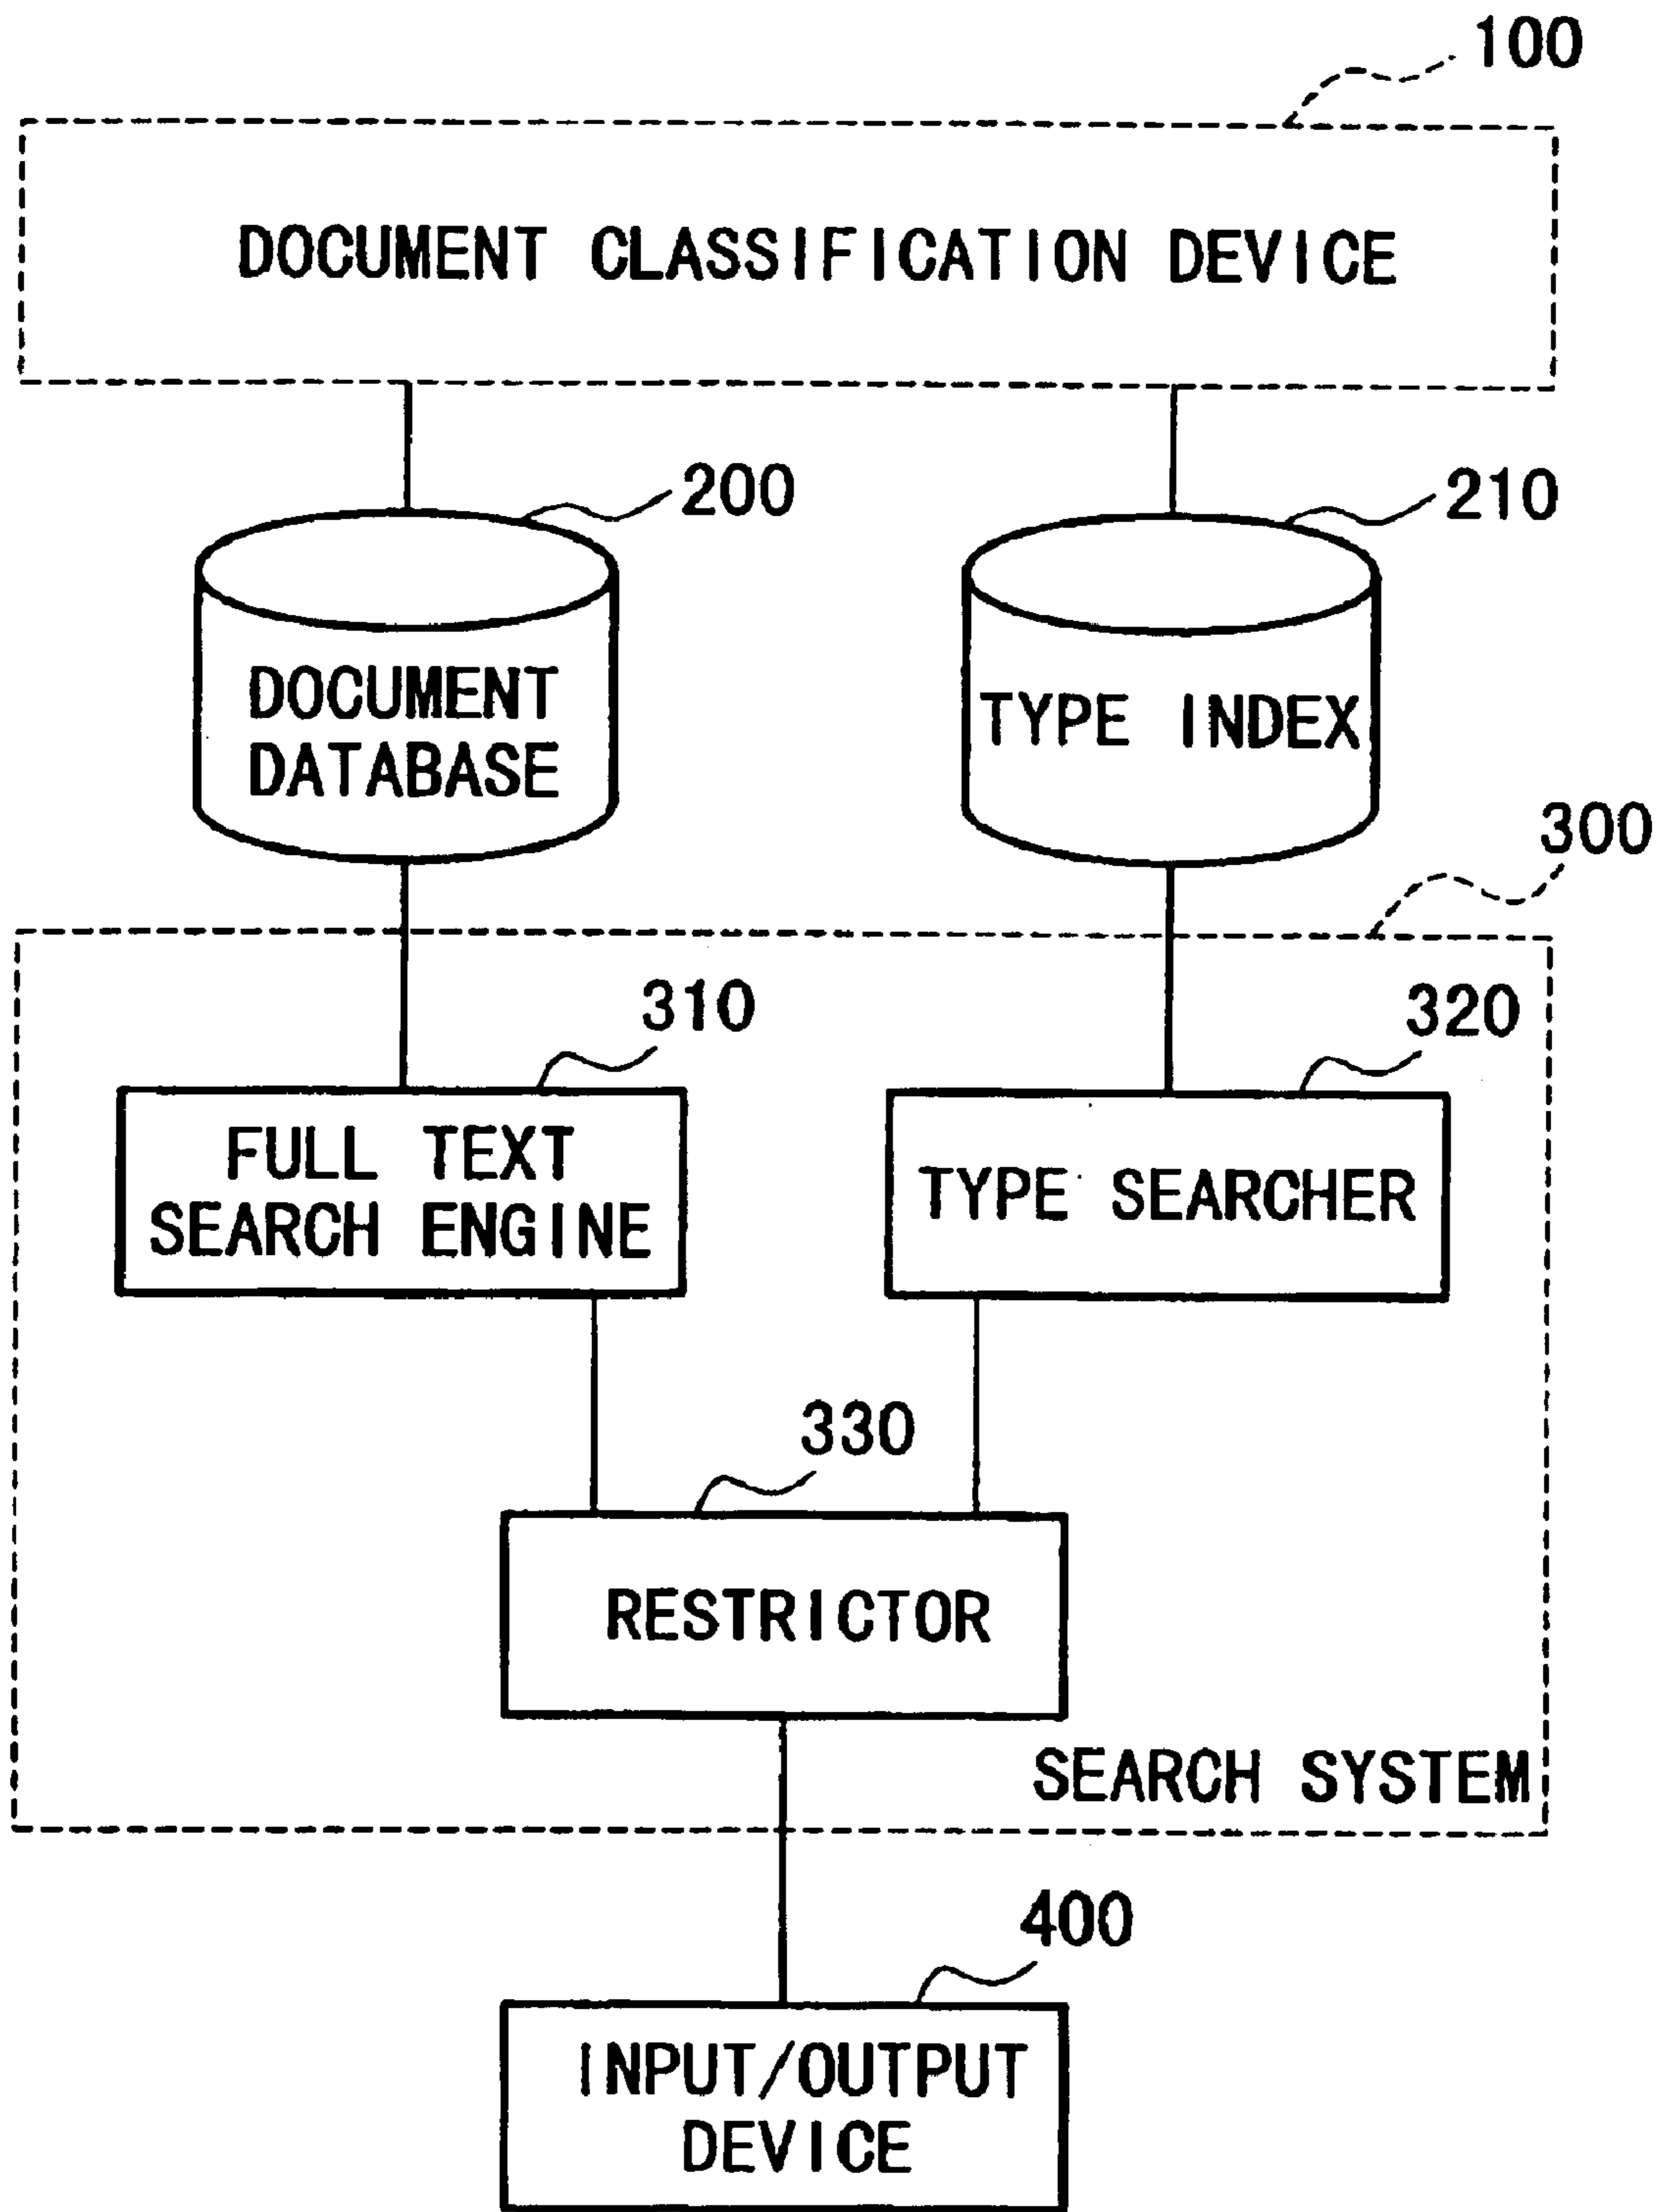 100
DOCUMENT CLASSIFICATION DEVICE
200
210
DOCUMENT
DATABASE
TYPE INDEX
300
310
320
FULL TEXT
SEARCH ENGINE
TYPE SEARCHER
330
RESTRICTOR
SEARCH SYSTEM
400
INPUT/OUTPUT
DEVICE